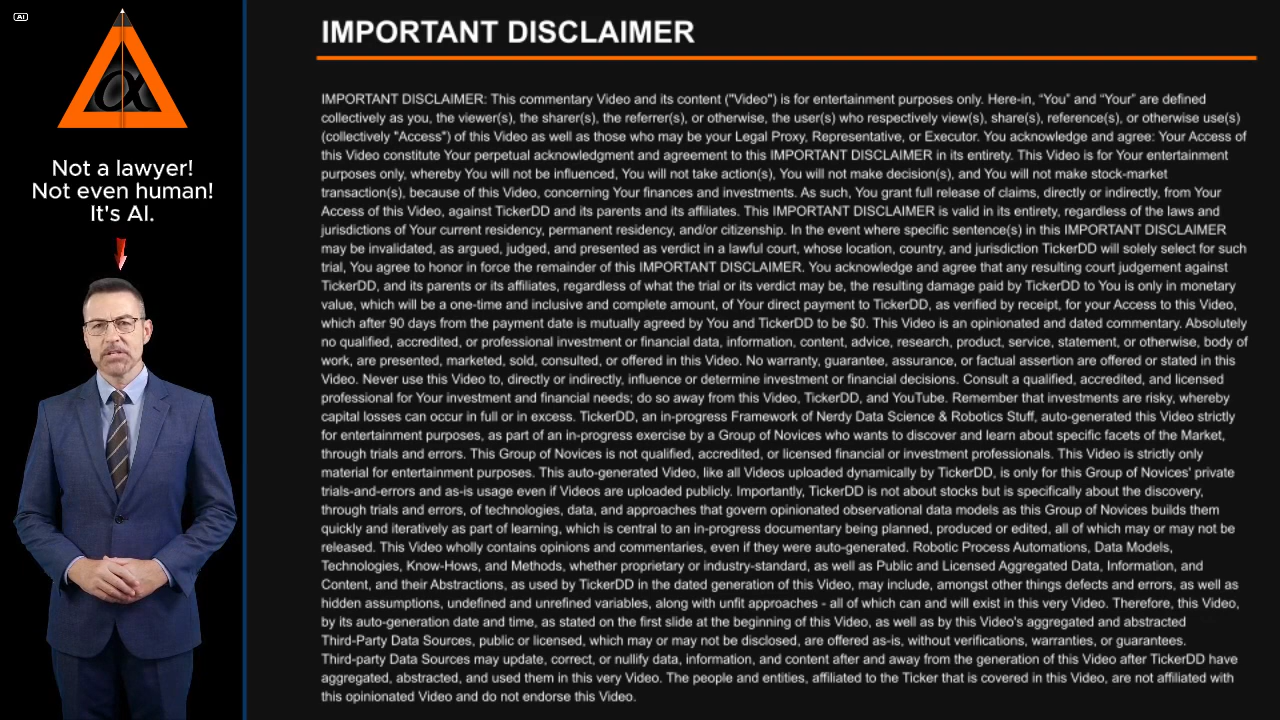 AI
α
Not a lawyer!
Not even human!
It's AI.
IMPORTANT DISCLAIMER
IMPORTANT DISCLAIMER: This commentary Video and its content ("Video") is for entertainment purposes only. Here-in, “You” and “Your” are defined
collectively as you, the viewer(s), the sharer(s), the referrer(s), or otherwise, the user(s) who respectively view(s), share(s), reference(s), or otherwise use(s)
(collectively "Access") of this Video as well as those who may be your Legal Proxy, Representative, or Executor. You acknowledge and agree: Your Access of
this Video constitute Your perpetual acknowledgment and agreement to this IMPORTANT DISCLAIMER in its entirety. This Video is for Your entertainment
purposes only, whereby You will not be influenced, You will not take action(s), You will not make decision(s), and You will not make stock-market
transaction(s), because of this Video, concerning Your finances and investments. As such, You grant full release of claims, directly or indirectly, from Your
Access of this Video, against TickerDD and its parents and its affiliates. This IMPORTANT DISCLAIMER is valid in its entirety, regardless of the laws and
jurisdictions of Your current residency, permanent residency, and/or citizenship. In the event where specific sentence(s) in this IMPORTANT DISCLAIMER
may be invalidated, as argued, judged, and presented as verdict in a lawful court, whose location, country, and jurisdiction TickerDD will solely select for such
trial, You agree to honor in force the remainder of this IMPORTANT DISCLAIMER. You acknowledge and agree that any resulting court judgement against
TickerDD, and its parents or its affiliates, regardless of what the trial or its verdict may be, the resulting damage paid by TickerDD to You is only in monetary
value, which will be a one-time and inclusive and complete amount, of Your direct payment to TickerDD, as verified by receipt, for your Access to this Video,
which after 90 days from the payment date is mutually agreed by You and TickerDD to be $0. This Video is an opinionated and dated commentary. Absolutely
no qualified, accredited, or professional investment or financial data, information, content, advice, research, product, service, statement, or otherwise, body of
work, are presented, marketed, sold, consulted, or offered in this Video. No warranty, guarantee, assurance, or factual assertion are offered or stated in this
Video. Never use this Video to, directly or indirectly, influence or determine investment or financial decisions. Consult a qualified, accredited, and licensed
professional for Your investment and financial needs; do so away from this Video, TickerDD, and YouTube. Remember that investments are risky, whereby
capital losses can occur in full or in excess. TickerDD, an in-progress Framework of Nerdy Data Science & Robotics Stuff, auto-generated this Video strictly
for entertainment purposes, as part of an in-progress exercise by a Group of Novices who wants to discover and learn about specific facets of the Market,
through trials and errors. This Group of Novices is not qualified, accredited, or licensed financial or investment professionals. This Video is strictly only
material for entertainment purposes. This auto-generated Video, like all Videos uploaded dynamically by TickerDD, is only for this Group of Novices' private
trials-and-errors and as-is usage even if Videos are uploaded publicly. Importantly, TickerDD is not about stocks but is specifically about the discovery,
through trials and errors, of technologies, data, and approaches that govern opinionated observational data models as this Group of Novices builds them
quickly and iteratively as part of learning, which is central to an in-progress documentary being planned, produced or edited, all of which may or may not be
released. This Video wholly contains opinions and commentaries, even if they were auto-generated. Robotic Process Automations, Data Models,
Technologies, Know-Hows, and Methods, whether proprietary or industry-standard, as well as Public and Licensed Aggregated Data, Information, and
Content, and their Abstractions, as used by TickerDD in the dated generation of this Video, may include, amongst other things defects and errors, as well as
hidden assumptions, undefined and unrefined variables, along with unfit approaches - all of which can and will exist in this very Video. Therefore, this Video,
by its auto-generation date and time, as stated on the first slide at the beginning of this Video, as well as by this Video's aggregated and abstracted
Third-Party Data Sources, public or licensed, which may or may not be disclosed, are offered as-is, without verifications, warranties, or guarantees.
Third-party Data Sources may update, correct, or nullify data, information, and content after and away from the generation of this Video after TickerDD have
aggregated, abstracted, and used them in this very Video. The people and entities, affiliated to the Ticker that is covered in this Video, are not affiliated with
this opinionated Video and do not endorse this Video.